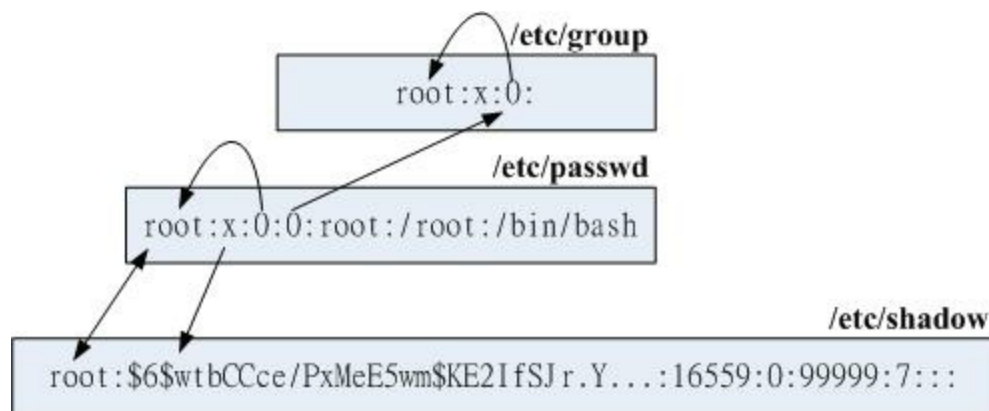 /etc/group
root:x:0:
/etc/passwd
root:x:0:0:root:/root:/bin/bash
/etc/shadow
root:$6$wtbCCce/PxMeE5wm$KE2IfSJr.Y...:16559:0:99999:7:::